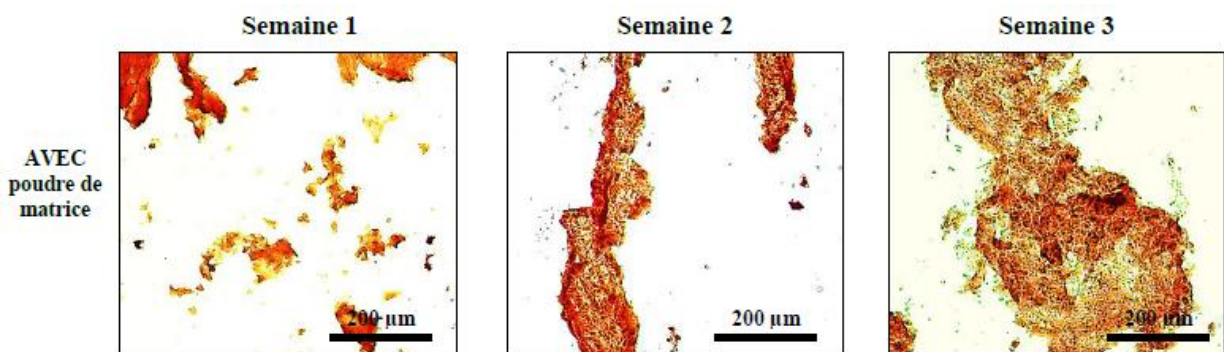 Semaine 1
Semaine 2
Semaine 3
AVEC
poudre de
matrice
200 µm
200 µm
200 µm